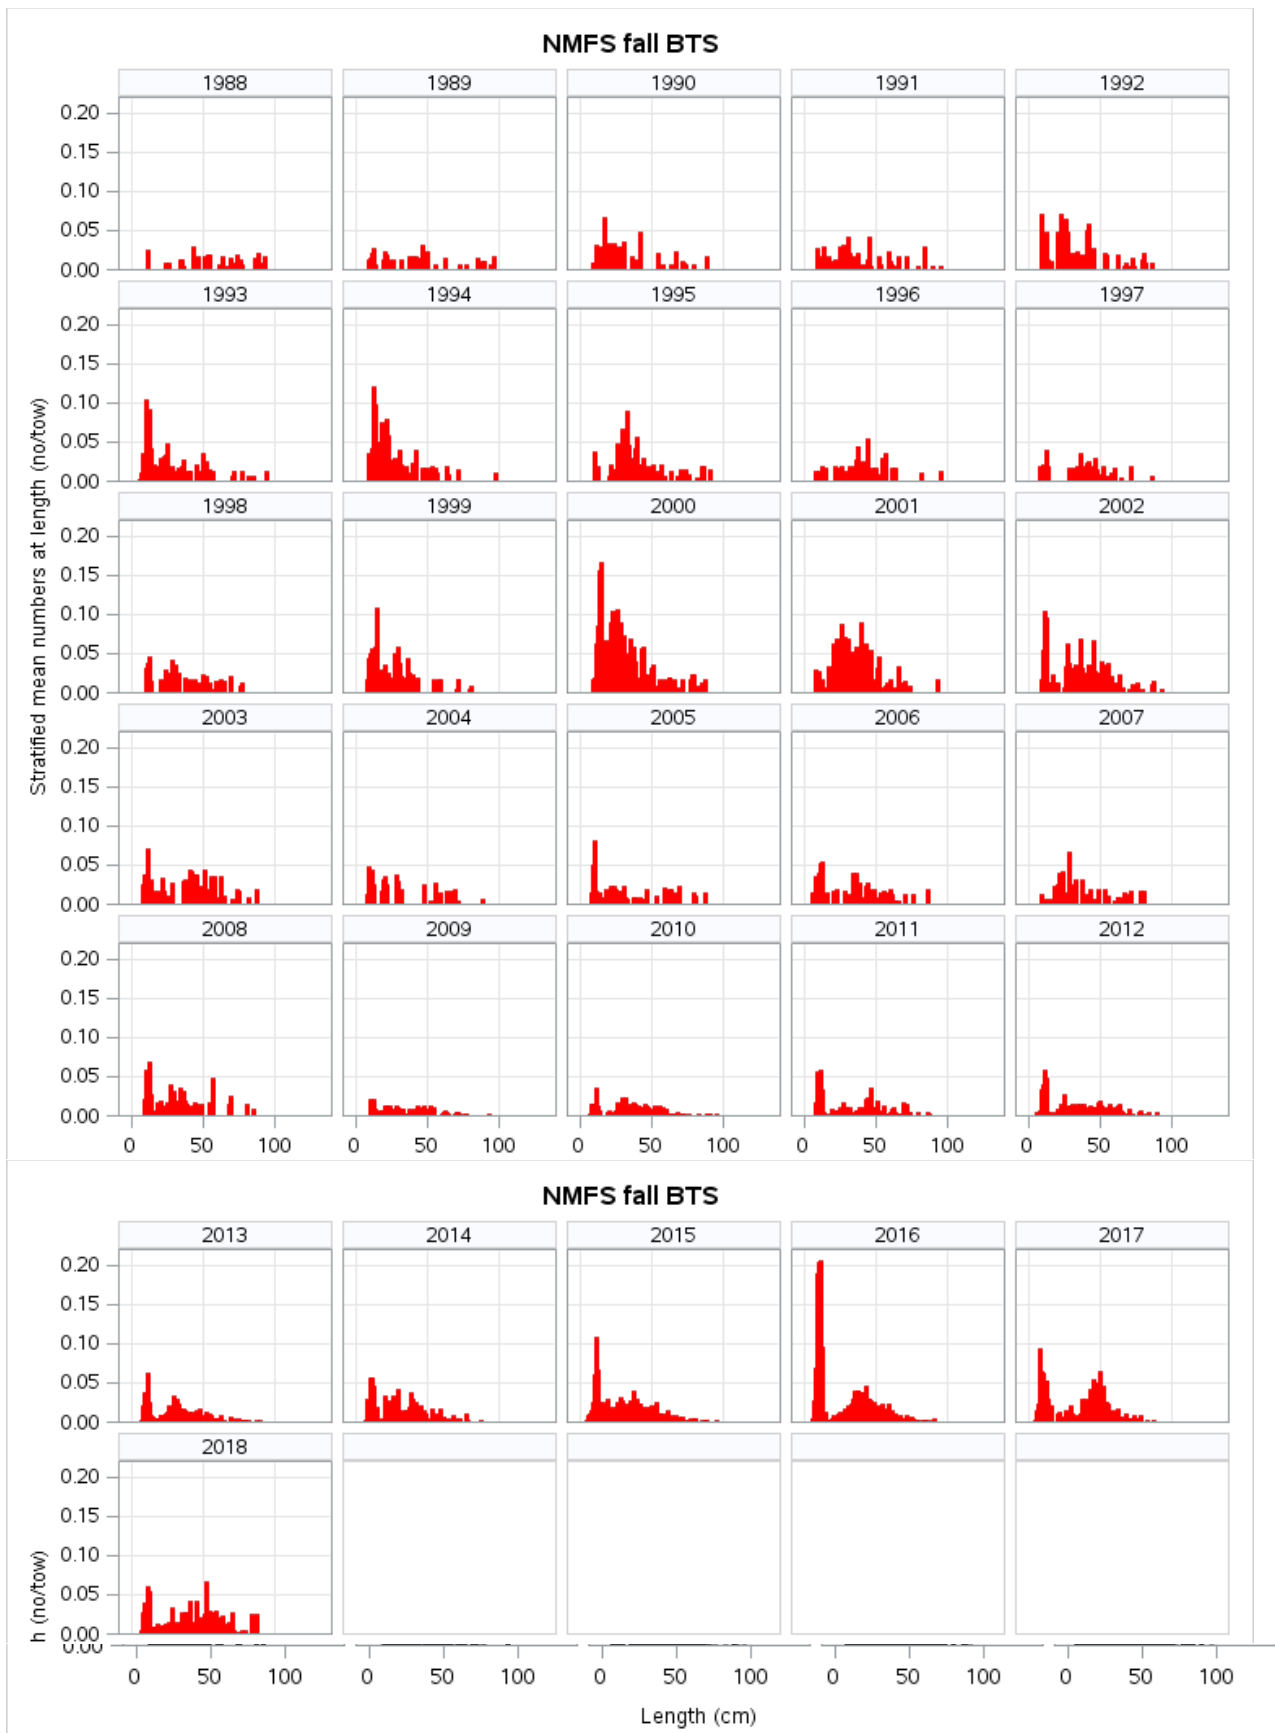 NMFS fall BTS
1988 1989 1990 1991 1992
0.20
0.15
0.10
0.05
0.00
1993 1994 1995 1996 1997
0.20
0.15
0.10
0.05
0.00
Stratified mean numbers at length (no/tow)
1998 1999 2000 2001 2002
0.20
0.15
0.10
0.05
0.00
2003 2004 2005 2006 2007
0.20
0.15
0.10
0.05
0.00
2008 2009 2010 2011 2012
0.20
0.15
0.10
0.05
0.00
0 50 100 0 50 100 0 50 100 0 50 100 0 50 100
NMFS fall BTS
2013 2014 2015 2016 2017
0.20
0.15
0.10
0.05
0.00
2018
0.20
0.15
0.10
0.05
0.00
h (no/tow)
0.00
0 50 100 0 50 100 0 50 100 0 50 100 0 50 100
Length (cm)